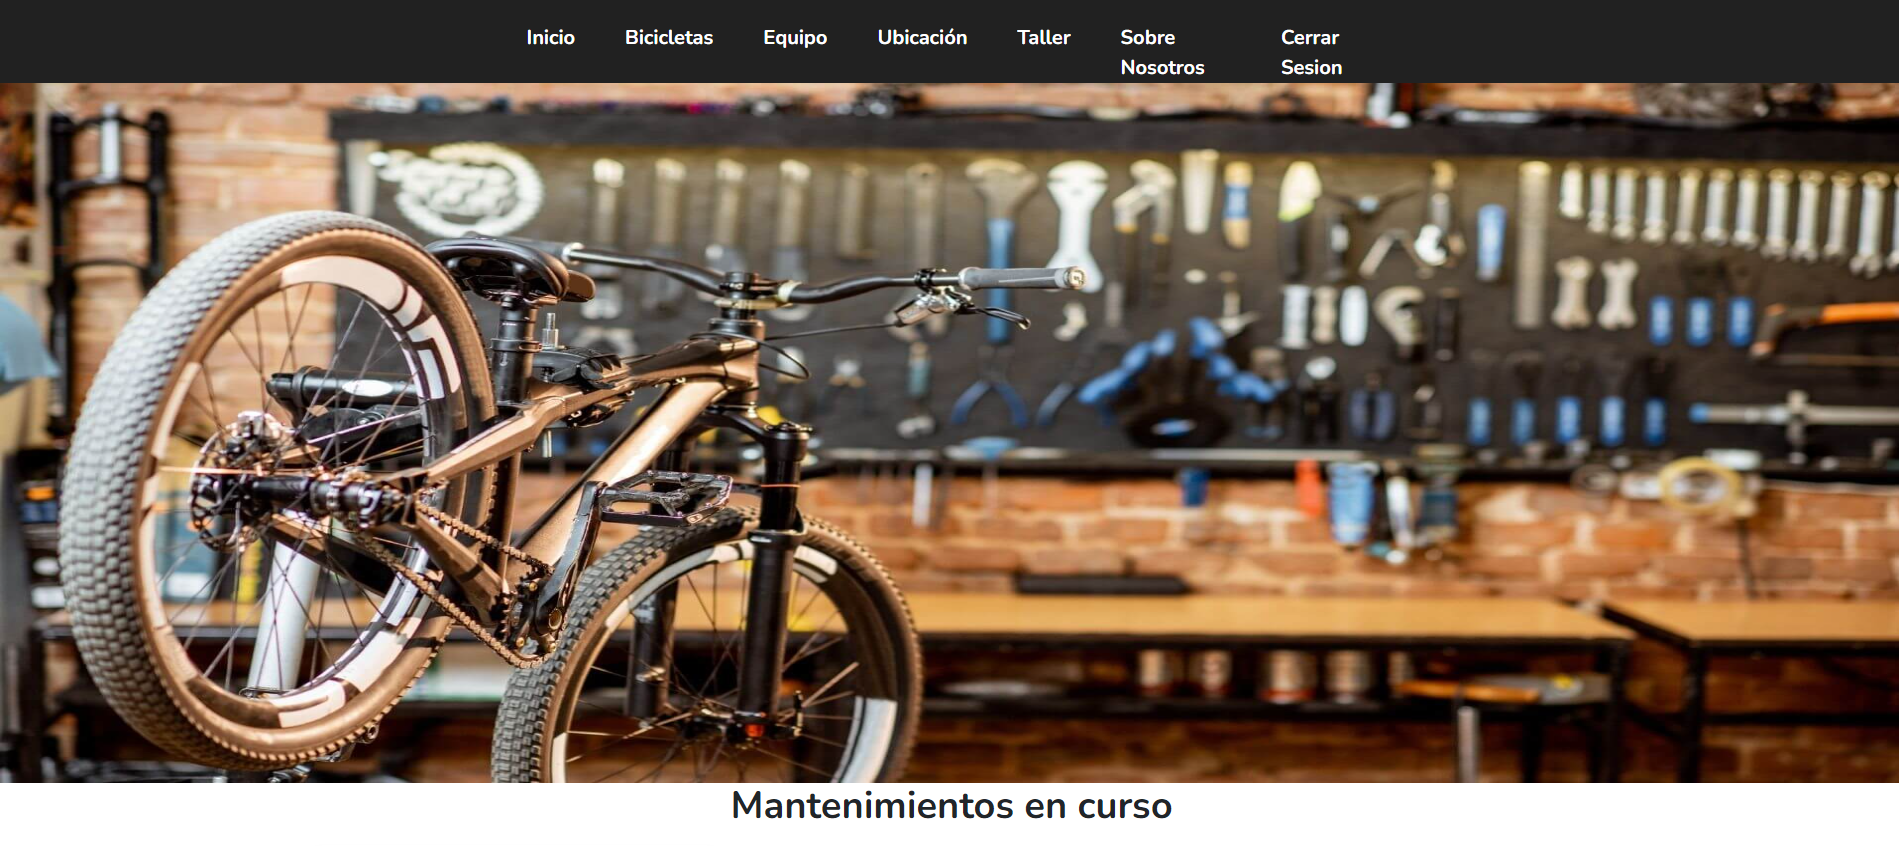 Inicio Bicicletas Equipo Ubicación Taller Sobre Nosotros Cerrar Sesion
Mantenimientos en curso